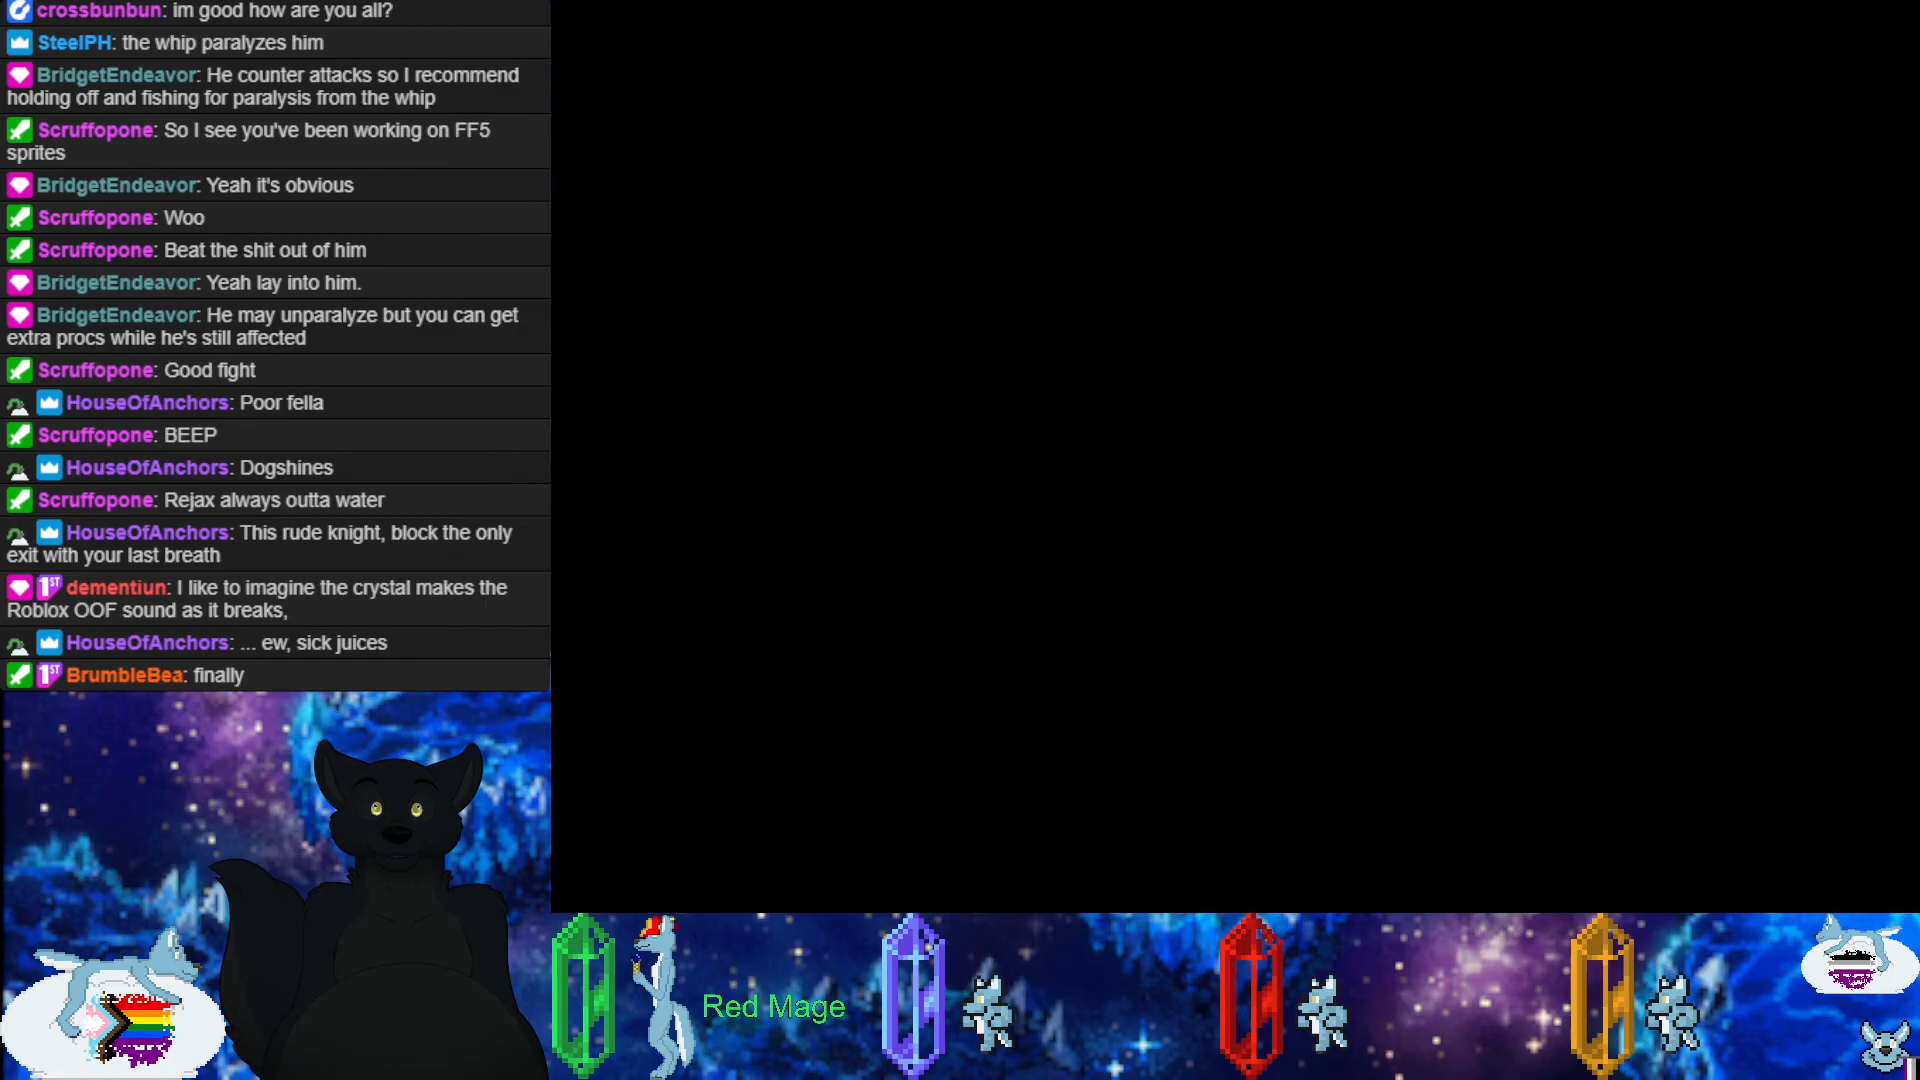 crossbunbun: im good how are you all?
SteelPH: the whip paralyzes him
BridgetEndeavor: He counter attacks so I recommend
holding off and fishing for paralysis from the whip
Scruffopone: So I see you've been working on FF5
sprites
BridgetEndeavor: Yeah it's obvious
Scruffopone: Woo
Scruffopone: Beat the shit out of him
BridgetEndeavor: Yeah lay into him.
BridgetEndeavor: He may unparalyze but you can get
extra procs while he's still affected
Scruffopone: Good fight
HouseOfAnchors: Poor fella
Scruffopone: BEEP
HouseOfAnchors: Dogshines
Scruffopone: Rejax always outta water
HouseOfAnchors: This rude knight, block the only
exit with your last breath
1ST dementiun: I like to imagine the crystal makes the
Roblox OOF sound as it breaks,
HouseOfAnchors: ... ew, sick juices
1ST BrumbleBea: finally
Red Mage